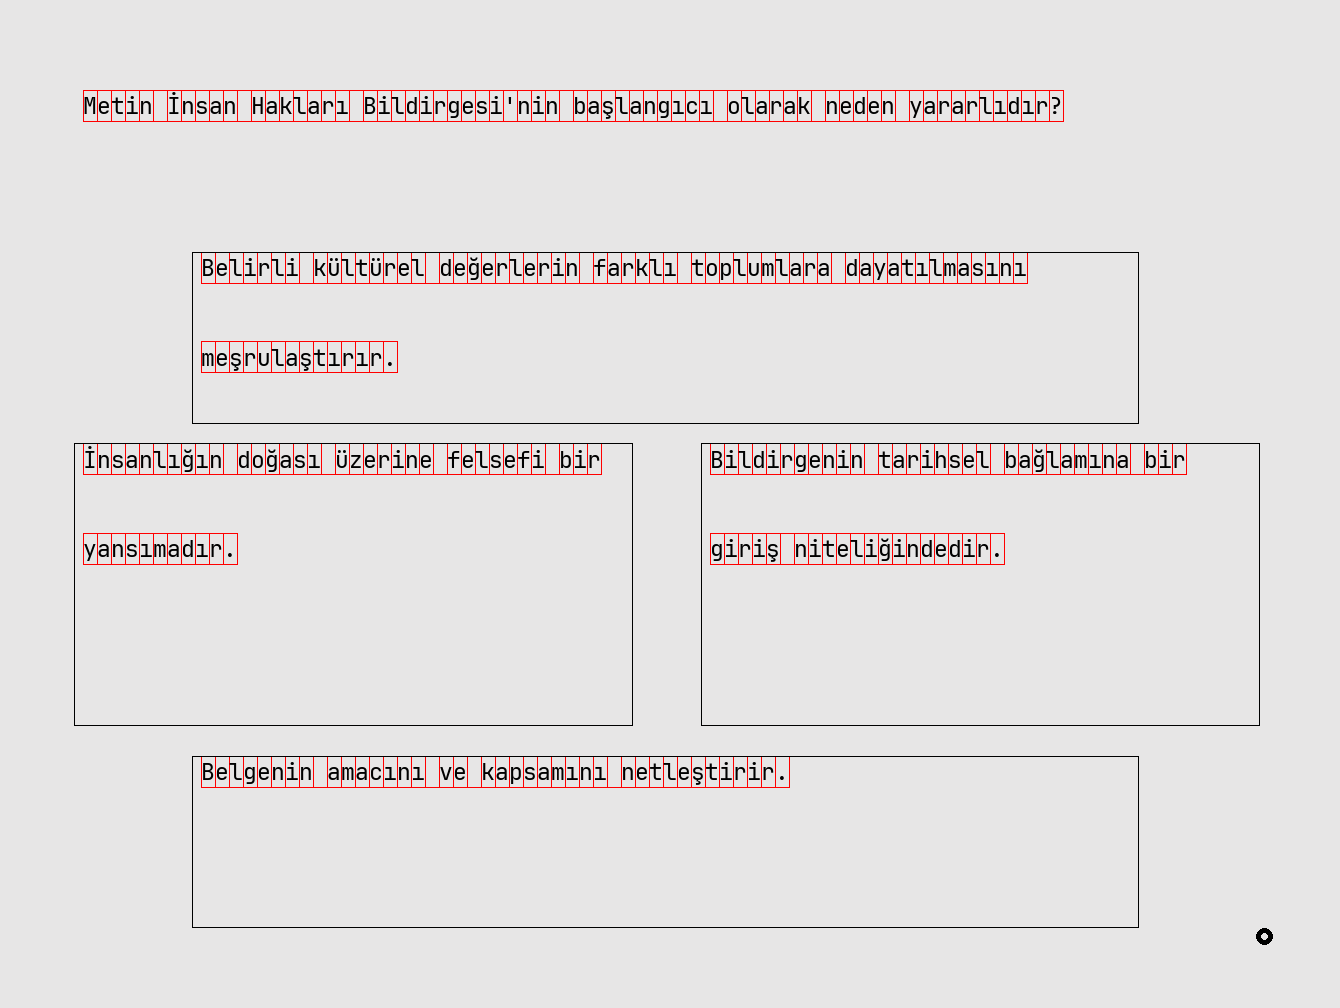 Metin İnsan Hakları Bildirgesi'nin başlangıcı olarak neden yararlıdır?
Belirli kültürel değerlerin farklı toplumlara dayatılmasını
meşrulaştırır.
İnsanlığın doğası üzerine felsefi bir
yansımadır.
Bildirgenin tarihsel bağlamına bir
giriş niteliğindedir.
Belgenin amacını ve kapsamını netleştirir.